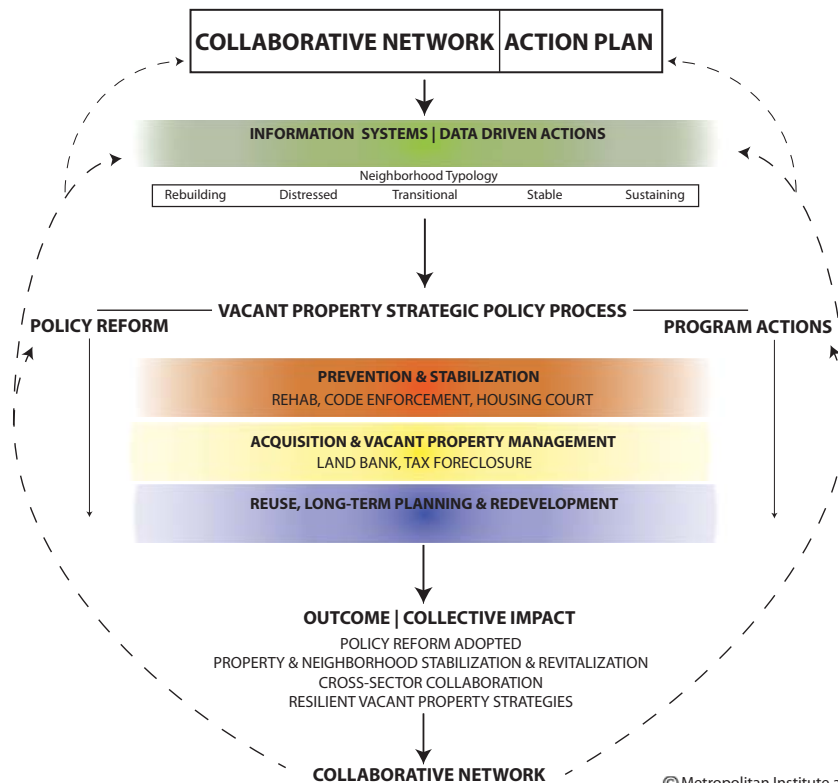 COLLABORATIVE NETWORK ACTION PLAN
INFORMATION SYSTEMS | DATA DRIVEN ACTIONS
Neighborhood Typology
Rebuilding Distressed Transitional Stable Sustaining
VACANT PROPERTY STRATEGIC POLICY PROCESS
POLICY REFORM PROGRAM ACTIONS
PREVENTION & STABILIZATION
REHAB, CODE ENFORCEMENT, HOUSING COURT
ACQUISITION & VACANT PROPERTY MANAGEMENT
LAND BANK, TAX FORECLOSURE
REUSE, LONG-TERM PLANNING & REDEVELOPMENT
OUTCOME | COLLECTIVE IMPACT
POLICY REFORM ADOPTED
PROPERTY & NEIGHBORHOOD STABILIZATION & REVITALIZATION
CROSS-SECTOR COLLABORATION
RESILIENT VACANT PROPERTY STRATEGIES
COLLABORATIVE NETWORK
© Metropolitan Institute